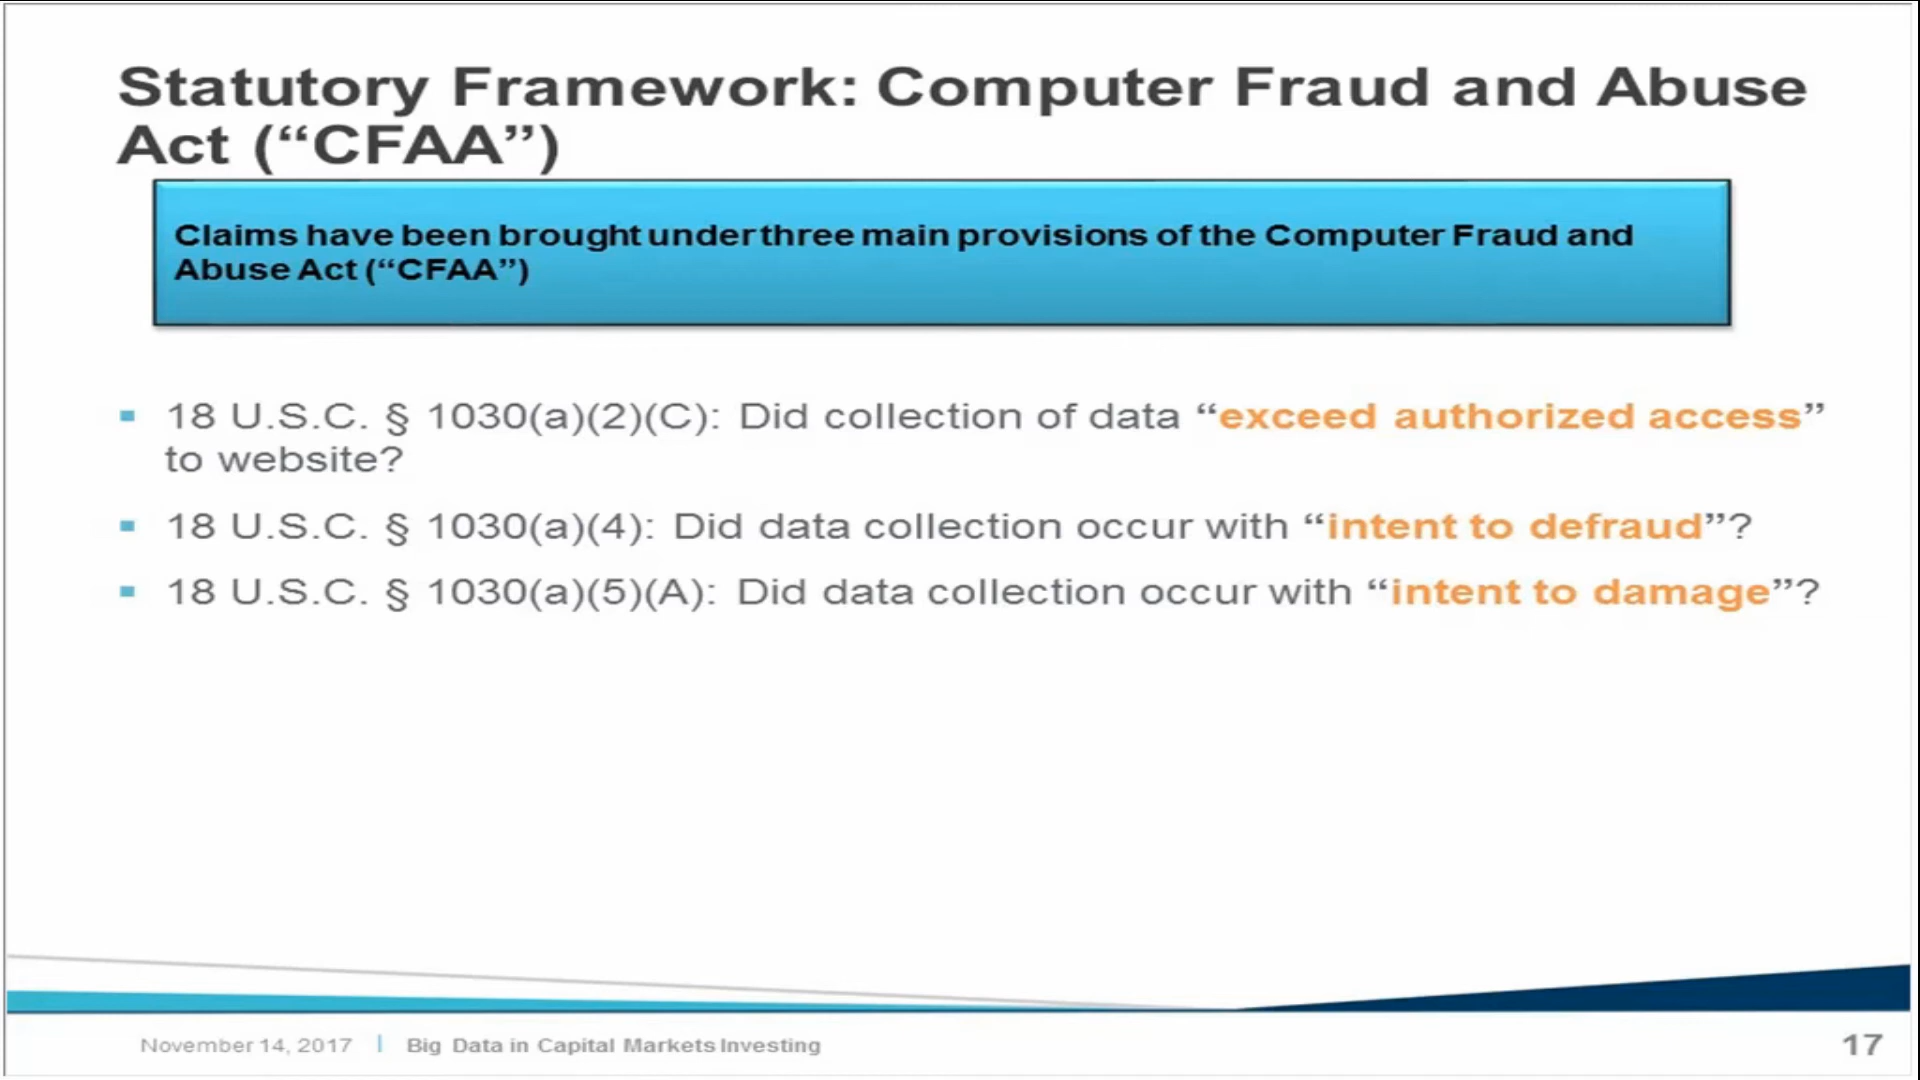 Statutory Framework: Computer Fraud and Abuse
Act (“CFAA”)
Claims have been brought under three main provisions of the Computer Fraud and
Abuse Act (“CFAA”)
▪ 18 U.S.C. § 1030(a)(2)(C): Did collection of data “exceed authorized access”
to website?
▪ 18 U.S.C. § 1030(a)(4): Did data collection occur with “intent to defraud”?
▪ 18 U.S.C. § 1030(a)(5)(A): Did data collection occur with “intent to damage”?
November 14, 2017 | Big Data in Capital Markets Investing
17